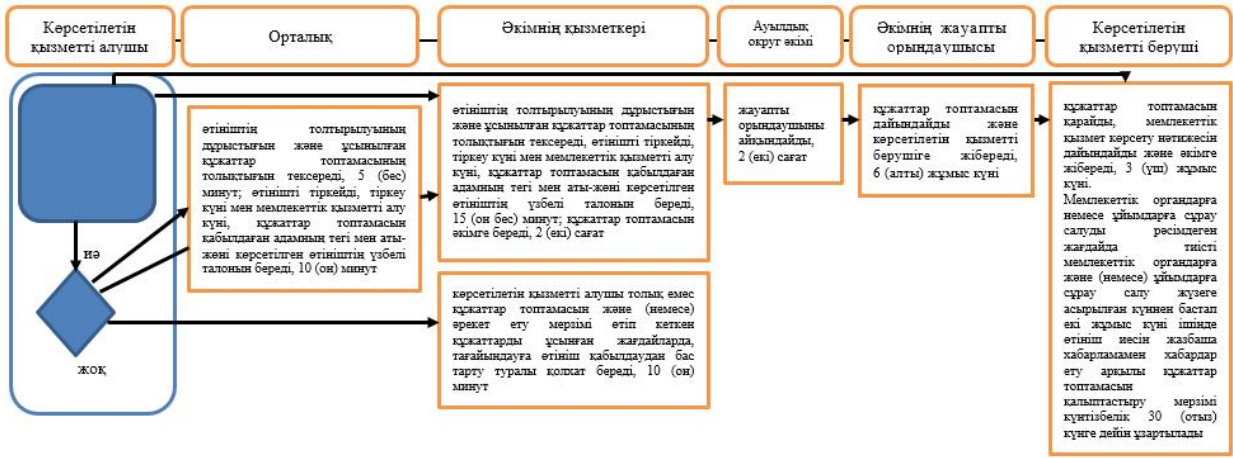 Көрсетілетін
қызметті алушы
Орталық
Әкімнің қызметкері
Ауылдық
округ әкімі
Әкімнің жауапты
орындаушысы
Көрсетілетін
қызметті беруші
иә
жоқ
өтініштің толтырылуының
дұрыстығын және ұсынылған
құжаттар топтамасының
толықтығын тексереді, 5 (бес)
минут; өтінішті тіркейді, тіркеу
күні мен мемлекеттік қызметті алу
күні, құжаттар топтамасын
қабылдаған адамның тегі мен аты-
жөні көрсетілген өтініштің үзбелі
талонын береді, 10 (он) минут
өтініштің толтырылуының дұрыстығын
және ұсынылған құжаттар топтамасының
толықтығын тексереді, өтінішті тіркейді,
тіркеу күні мен мемлекеттік қызметті алу
күні, құжаттар топтамасын қабылдаған
адамның тегі мен аты-жөні көрсетілген
өтініштің үзбелі талонын береді,
15 (он бес) минут; құжаттар топтамасын
әкімге береді, 2 (екі) сағат
көрсетілетін қызметті алушы толық емес
құжаттар топтамасын және (немесе)
әрекет ету мерзімі өтіп кеткен
құжаттарды ұсынған жағдайларда,
тағайындауға өтініш қабылдаудан бас
тарту туралы қолхат береді, 10 (он)
минут
жауапты
орындаушыны
айқындайды,
2 (екі) сағат
құжаттар топтамасын
дайындайды және
көрсетілетін қызметті
берушіге жібереді,
6 (алты) жұмыс күні
құжаттар топтамасын
қарайды, мемлекеттік
қызмет көрсету нәтижесін
дайындайды және әкімге
жібереді, 3 (үш) жұмыс
күні.
Мемлекеттік органдарға
немесе ұйымдарға сұрау
салуды рәсімдеген
жағдайда тиісті
мемлекеттік органдарға
және (немесе) ұйымдарға
сұрау салу жүзеге
асырылған күннен бастап
екі жұмыс күні ішінде
өтініш иесін жазбаша
хабарламамен хабардар
ету арқылы құжаттар
топтамасын
қалыптастыру мерзімі
күнтізбелік 30 (отыз)
күнге дейін ұзартылады